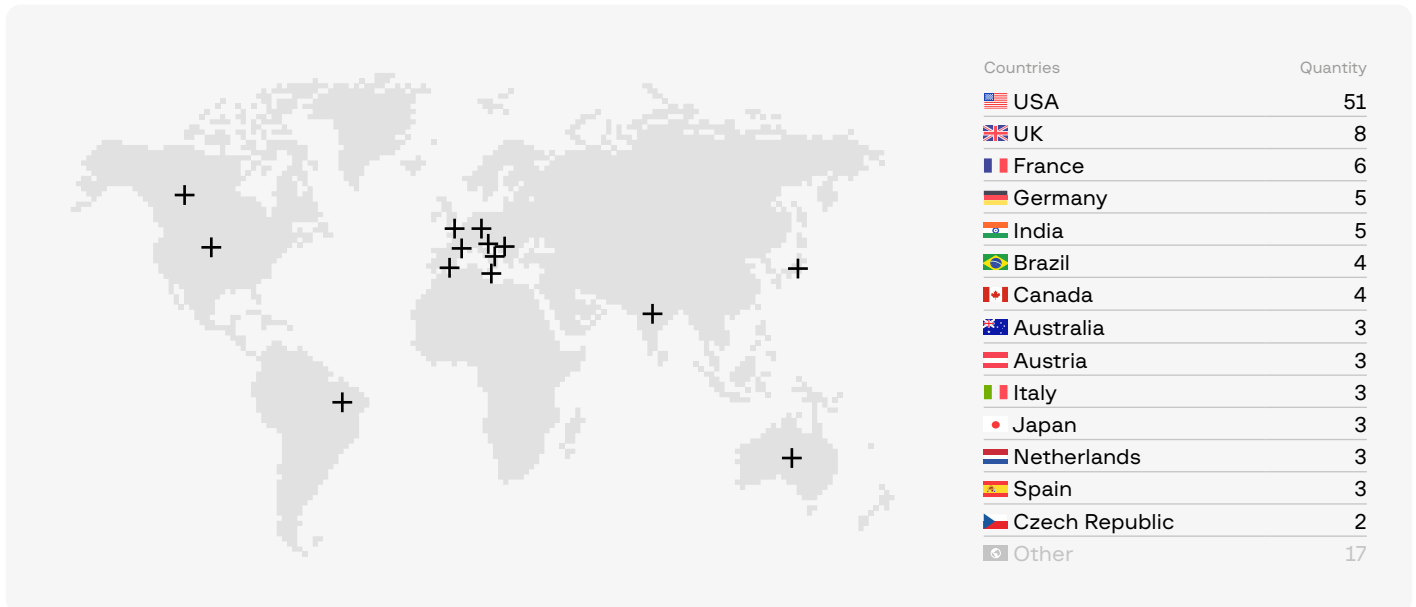 Countries Quantity
USA 51
UK 8
France 6
Germany 5
India 5
Brazil 4
Canada 4
Australia 3
Austria 3
Italy 3
Japan 3
Netherlands 3
Spain 3
Czech Republic 2
Other 17